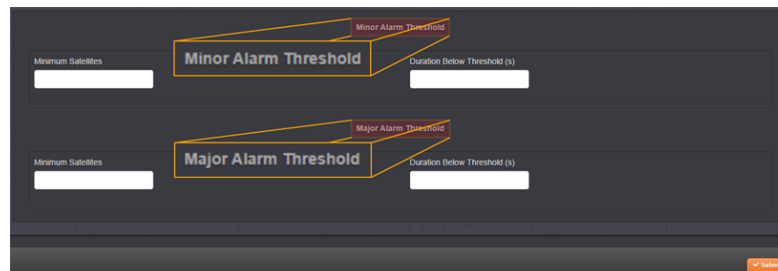 Minor Alarm Threshold
Minor Alarm Threshold
Minimum Satellites
Duration Below Threshold (s)
Major Alarm Threshold
Major Alarm Threshold
Minimum Satellites
Duration Below Threshold (s)